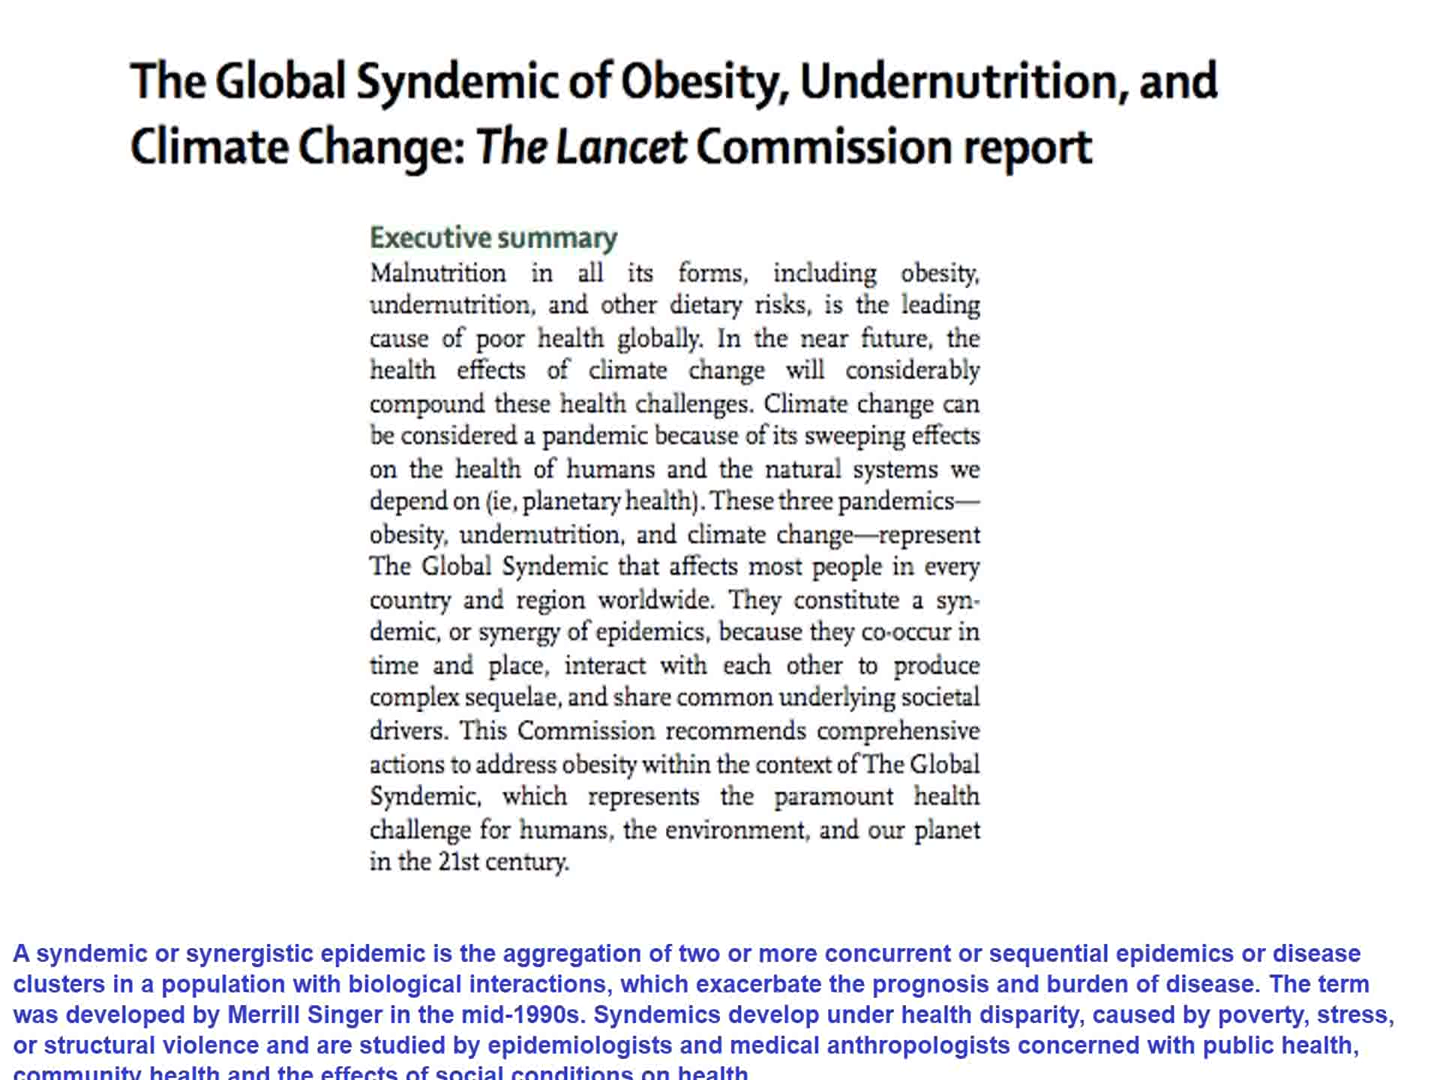 The Global Syndemic of Obesity, Undernutrition, and
Climate Change: The Lancet Commission report
Executive summary
Malnutrition in all its forms, including obesity,
undernutrition, and other dietary risks, is the leading
cause of poor health globally. In the near future, the
health effects of climate change will considerably
compound these health challenges. Climate change can
be considered a pandemic because of its sweeping effects
on the health of humans and the natural systems we
depend on (ie, planetary health). These three pandemics—
obesity, undernutrition, and climate change—represent
The Global Syndemic that affects most people in every
country and region worldwide. They constitute a syn-
demic, or synergy of epidemics, because they co-occur in
time and place, interact with each other to produce
complex sequelae, and share common underlying societal
drivers. This Commission recommends comprehensive
actions to address obesity within the context of The Global
Syndemic, which represents the paramount health
challenge for humans, the environment, and our planet
in the 21st century.
A syndemic or synergistic epidemic is the aggregation of two or more concurrent or sequential epidemics or disease
clusters in a population with biological interactions, which exacerbate the prognosis and burden of disease. The term
was developed by Merrill Singer in the mid-1990s. Syndemics develop under health disparity, caused by poverty, stress,
or structural violence and are studied by epidemiologists and medical anthropologists concerned with public health,
community health and the effects of social conditions on health